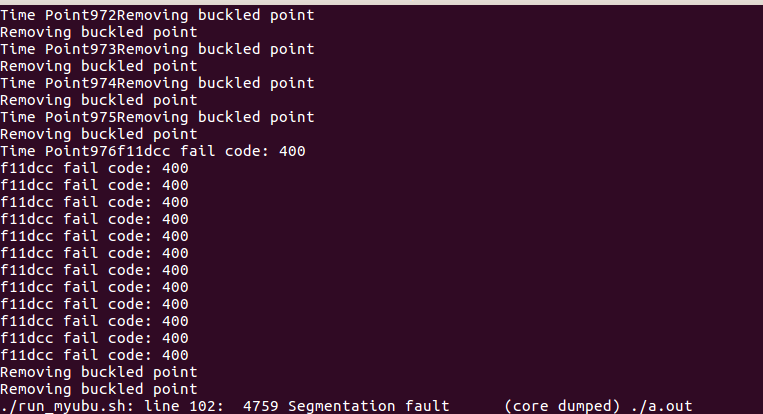 Time Point972Removing buckled point
Removing buckled point
Time Point973Removing buckled point
Removing buckled point
Time Point974Removing buckled point
Removing buckled point
Time Point975Removing buckled point
Removing buckled point
Time Point976f11dcc fail code: 400
f11dcc fail code: 400
f11dcc fail code: 400
f11dcc fail code: 400
f11dcc fail code: 400
f11dcc fail code: 400
f11dcc fail code: 400
f11dcc fail code: 400
f11dcc fail code: 400
f11dcc fail code: 400
f11dcc fail code: 400
f11dcc fail code: 400
f11dcc fail code: 400
Removing buckled point
Removing buckled point
./run_myubu.sh: line 102:  4759 Segmentation fault      (core dumped) ./a.out